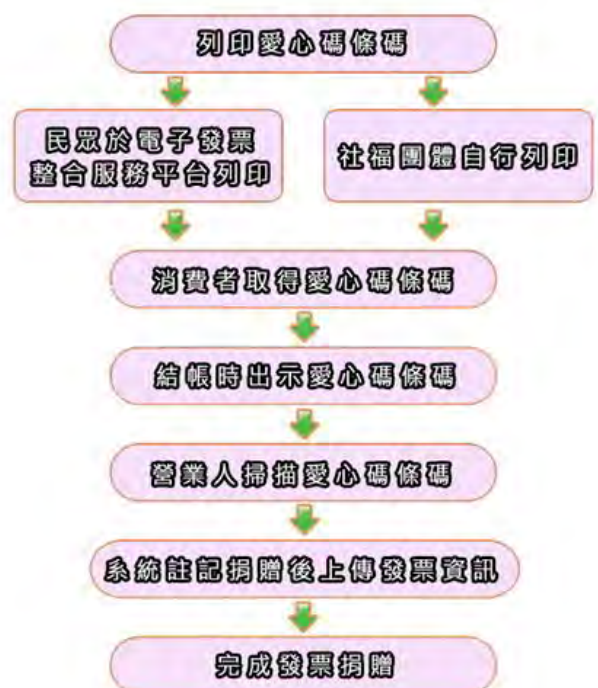 列印愛心碼條碼
民眾於電子發票
整合服務平台列印
社福團體自行列印
消費者取得愛心碼條碼
結帳時出示愛心碼條碼
營業人掃描愛心碼條碼
系統註記捐贈後上傳發票資訊
完成發票捐贈